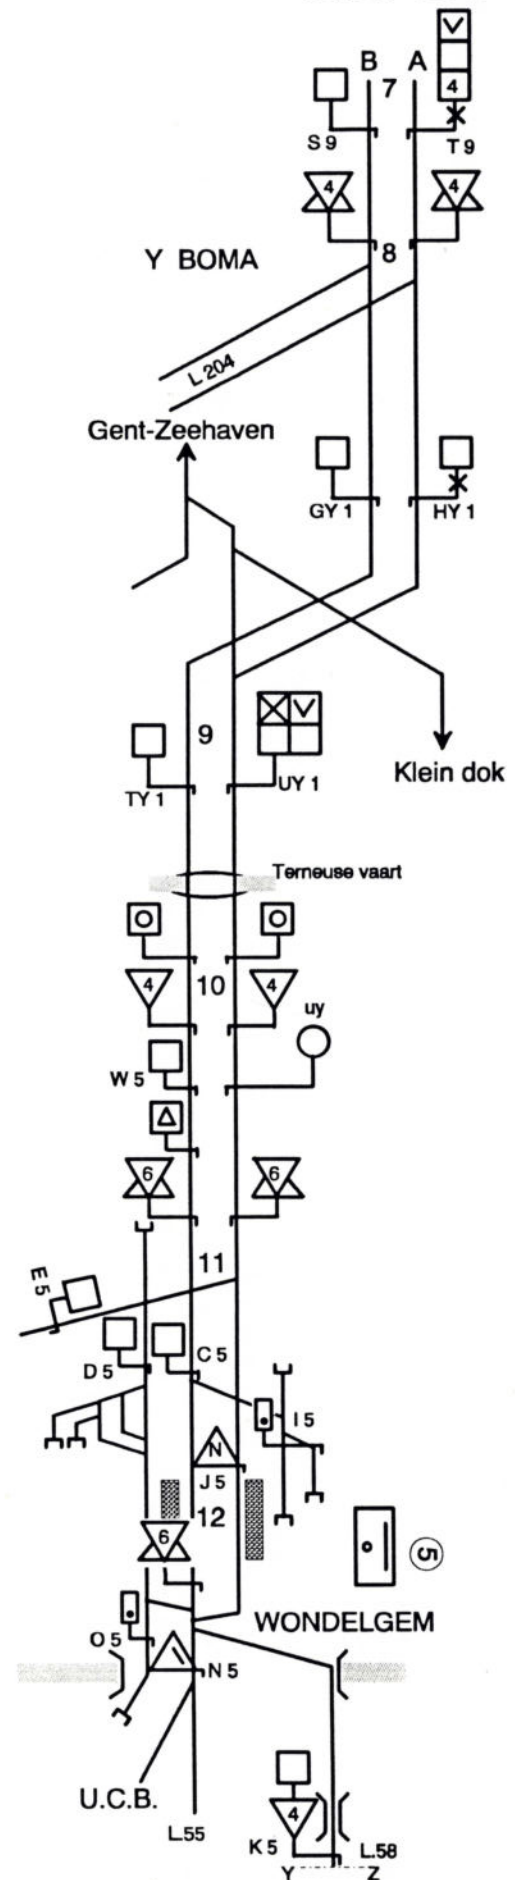 B A
7
4
S 9
T 9
4
4
8
Y BOMA
L 204
Gent-Zeehaven
GY 1
HY 1
9
TY 1
UY 1
Klein dok
Terneuse vaart
4
10
4
uy
W 5
6
6
11
E 5
C 5
D 5
I 5
N
J 5
12
6
5
WONDELGEM
O 5
N 5
U.C.B.
L.55
4
K 5
L.58
Y Z